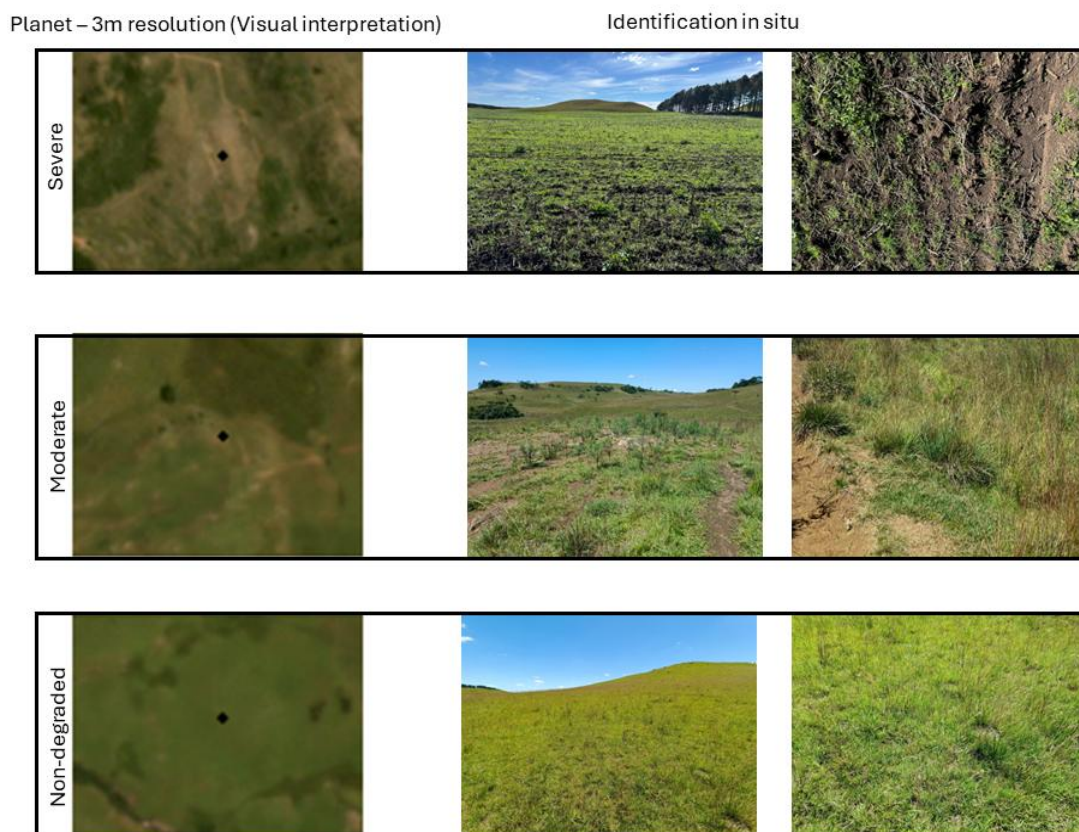 Planet – 3m resolution (Visual interpretation)
Identification in situ
Severe
Moderate
Non-degraded